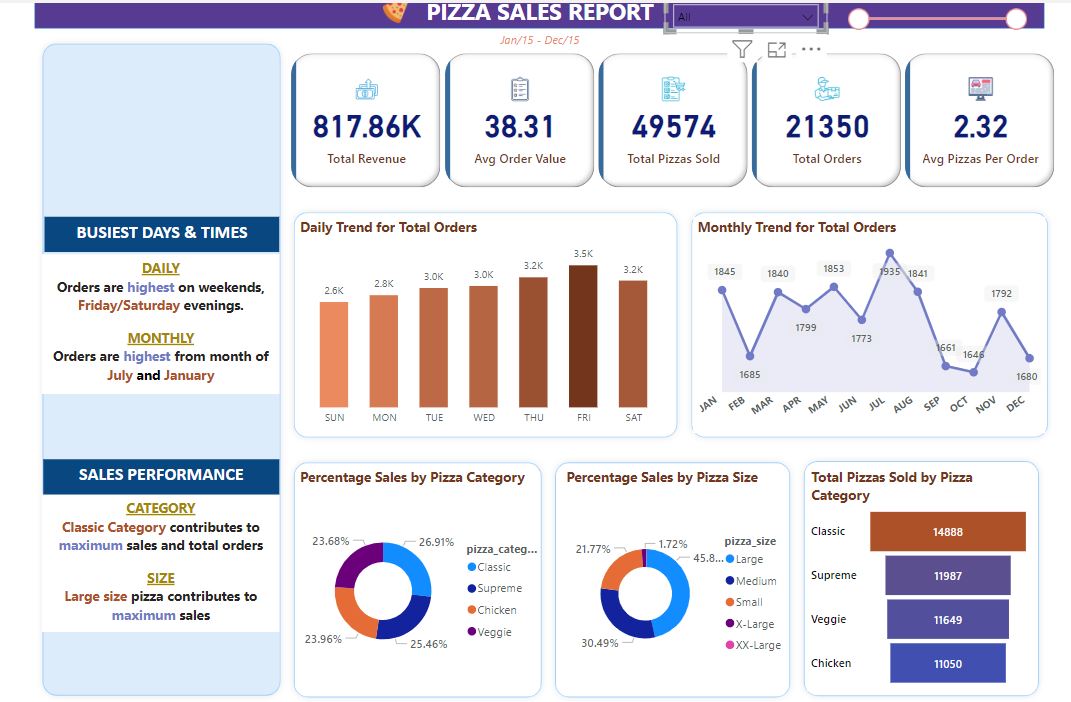 PIZZA SALES REPORT
All
Jan/15 - Dec/15
817.86K
Total Revenue
38.31
Avg Order Value
49574
Total Pizzas Sold
21350
Total Orders
2.32
Avg Pizzas Per Order
BUSIEST DAYS & TIMES
DAILY
Orders are highest on weekends,
Friday/Saturday evenings.
MONTHLY
Orders are highest from month of
July and January
SALES PERFORMANCE
CATEGORY
Classic Category contributes to
maximum sales and total orders
SIZE
Large size pizza contributes to
maximum sales
Daily Trend for Total Orders
2.6K
2.8K
3.0K
3.0K
3.2K
3.5K
3.2K
SUN MON TUE WED THU FRI SAT
Monthly Trend for Total Orders
1845
1685
1840
1799
1853
1773
1935
1841
1661
1646
1792
1680
JAN FEB MAR APR MAY JUN JUL AUG SEP OCT NOV DEC
Percentage Sales by Pizza Category
23.68%
26.91%
23.96%
25.46%
pizza_categ...
Classic
Supreme
Chicken
Veggie
Percentage Sales by Pizza Size
21.77%
1.72%
45.8...
30.49%
pizza_size
Large
Medium
Small
X-Large
XX-Large
Total Pizzas Sold by Pizza
Category
Classic 14888
Supreme 11987
Veggie 11649
Chicken 11050